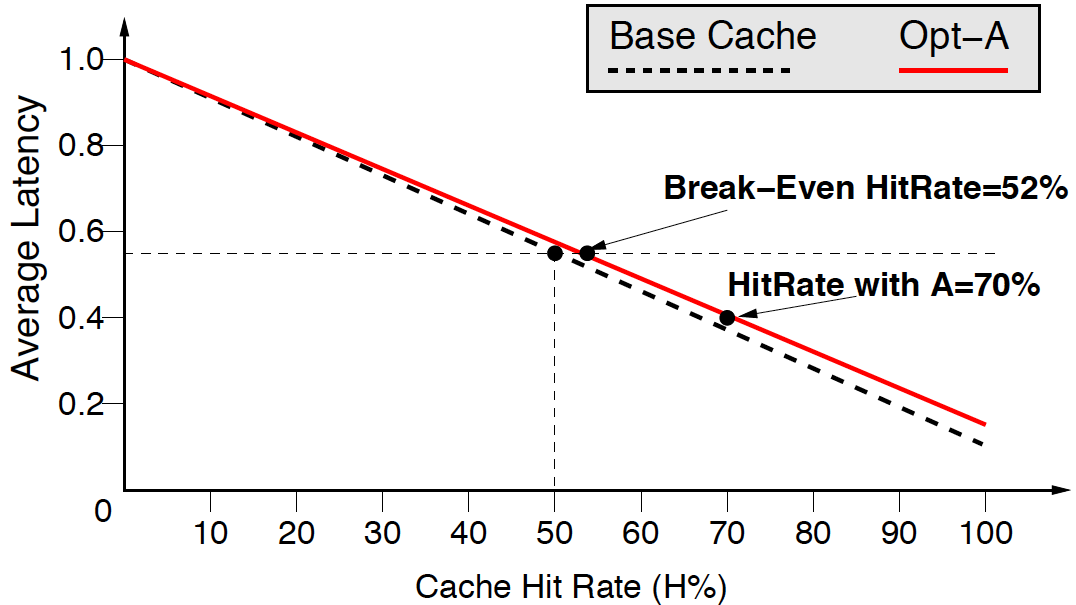 Base Cache Opt–A
1.0
0.8
0.6
0.4
0.2
0
Average Latency
Break–Even HitRate=52%
HitRate with A=70%
10 20 30 40 50 60 70 80 90 100
Cache Hit Rate (H%)